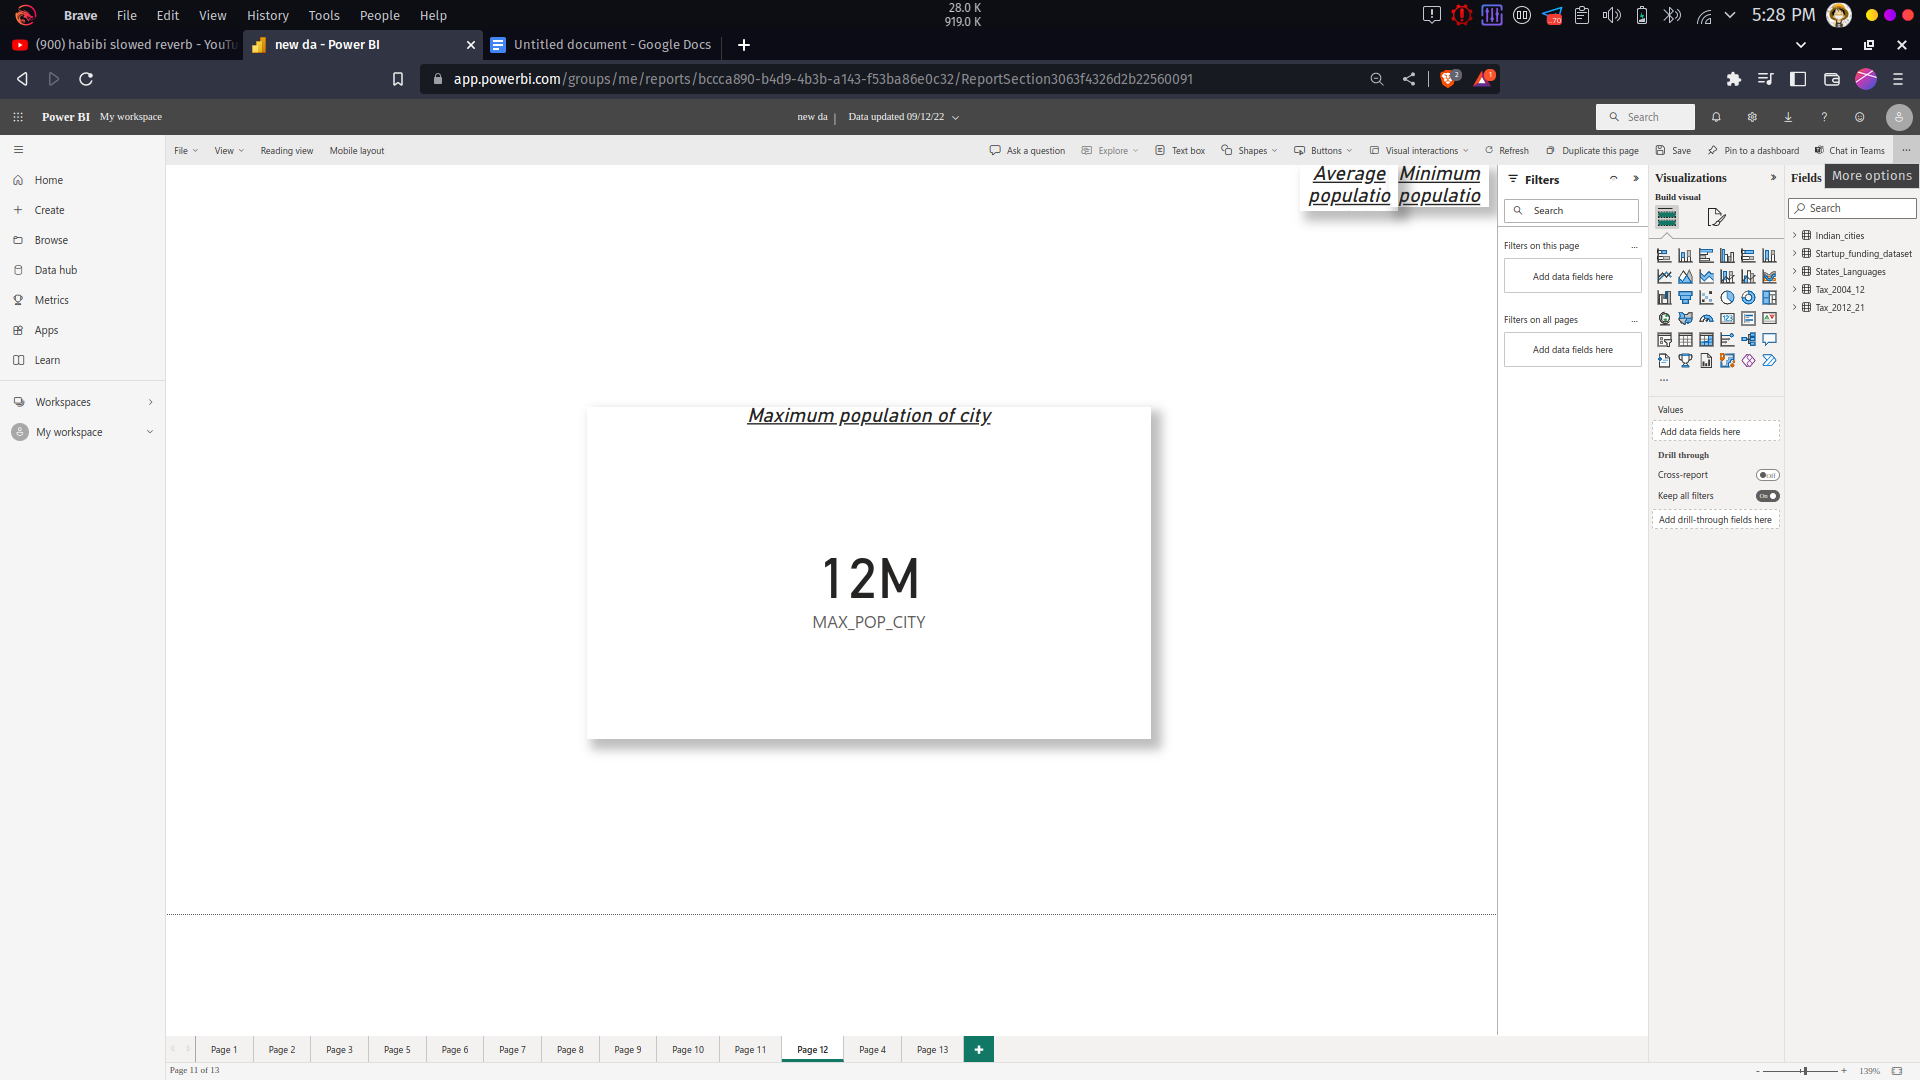 Brave File Edit View History Tools People Help
28.0 K
919.0 K
70
5:28 PM
(900) habibi slowed reverb - YouTu
new da - Power BI
Untitled document - Google Docs
app.powerbi.com/groups/me/reports/bccca890-b4d9-4b3b-a143-f53ba86e0c32/ReportSection3063f4326d2b22560091
2
1
Power BI My workspace
new da | Data updated 09/12/22
Search
File View Reading view Mobile layout
Ask a question Explore Text box Shapes Buttons Visual interactions Refresh Duplicate this page Save Pin to a dashboard Chat in Teams ...
More options
Home
Create
Browse
Data hub
Metrics
Apps
Learn
Workspaces
My workspace
Average
populatio
Minimum
populatio
Maximum population of city
12M
MAX_POP_CITY
Filters
Search
Filters on this page ...
Add data fields here
Filters on all pages ...
Add data fields here
Visualizations
Build visual
123
...
Values
Add data fields here
Drill through
Cross-report Off
Keep all filters On
Add drill-through fields here
Fields
Search
Indian_cities
Startup_funding_dataset
States_Languages
Tax_2004_12
Tax_2012_21
Page 1 Page 2 Page 3 Page 5 Page 6 Page 7 Page 8 Page 9 Page 10 Page 11 Page 12 Page 4 Page 13 +
Page 11 of 13
- + 139%